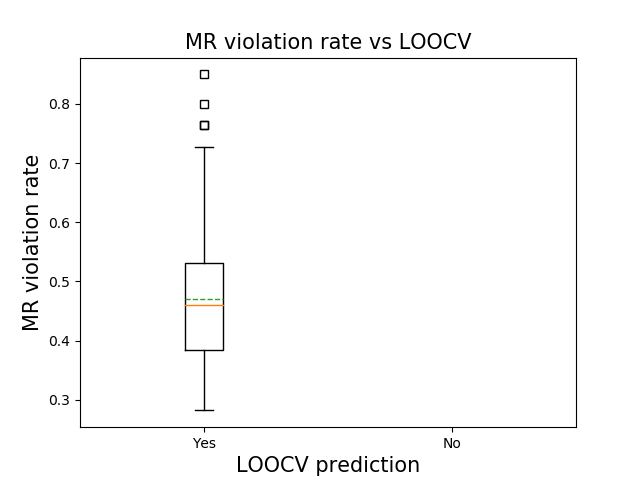 MR violation rate vs LOOCV
MR violation rate
0.8
0.7
0.6
0.5
0.4
0.3
Yes
No
LOOCV prediction